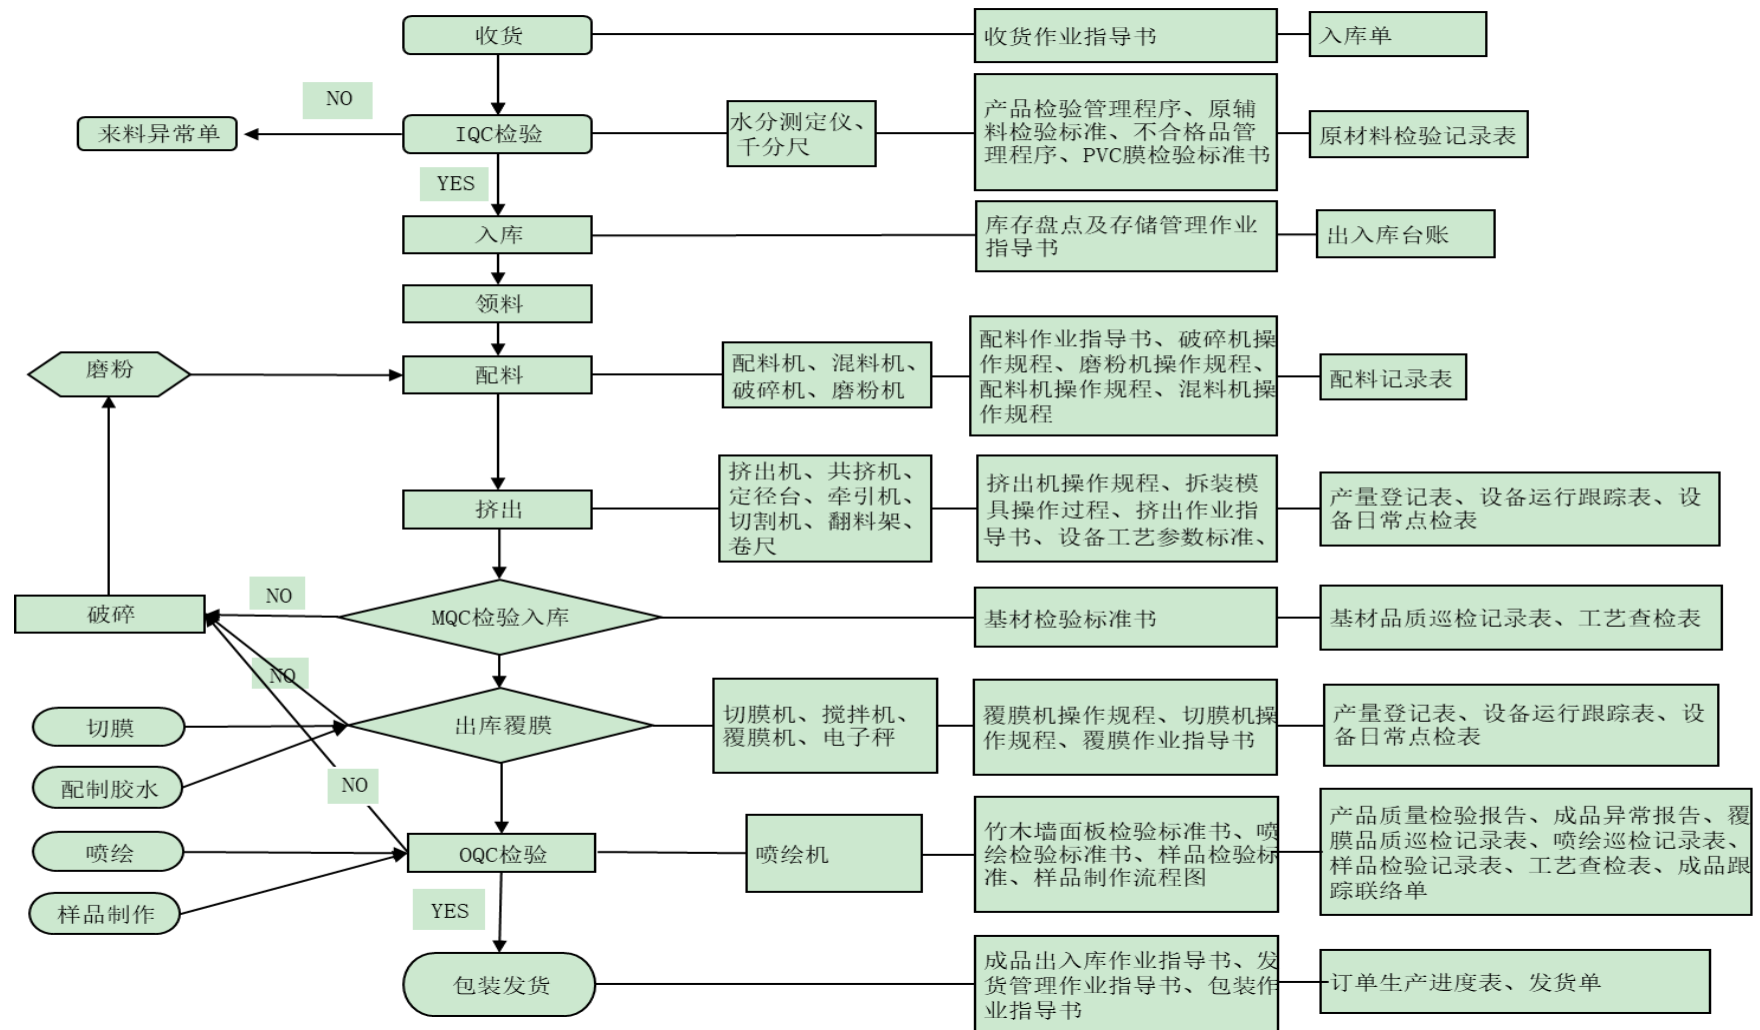 收货
收货作业指导书
入库单
NO
来料异常单
IQC检验
水分测定仪、
千分尺
产品检验管理程序、原辅
料检验标准、不合格品管
理程序、PVC膜检验标准书
原材料检验记录表
YES
入库
库存盘点及存储管理作业
指导书
出入库台账
领料
磨粉
配料
配料机、混料机、
破碎机、磨粉机
配料作业指导书、破碎机操
作规程、磨粉机操作规程、
配料机操作规程、混料机操
作规程
配料记录表
挤出
挤出机、共挤机、
定径台、牵引机、
切割机、翻料架、
卷尺
挤出机操作规程、拆装模
具操作过程、挤出作业指
导书、设备工艺参数标准、
产量登记表、设备运行跟踪表、设
备日常点检表
破碎
NO
MQC检验入库
基材检验标准书
基材品质巡检记录表、工艺查检表
NO
切膜
出库覆膜
切膜机、搅拌机、
覆膜机、电子秤
覆膜机操作规程、切膜机操
作规程、覆膜作业指导书
产量登记表、设备运行跟踪表、设
备日常点检表
配制胶水
NO
喷绘
OQC检验
喷绘机
竹木墙面板检验标准书、喷
绘检验标准书、样品检验标
准、样品制作流程图
产品质量检验报告、成品异常报告、覆
膜品质巡检记录表、喷绘巡检记录表、
样品检验记录表、工艺查检表、成品跟
踪联络单
样品制作
YES
包装发货
成品出入库作业指导书、发
货管理作业指导书、包装作
业指导书
订单生产进度表、发货单